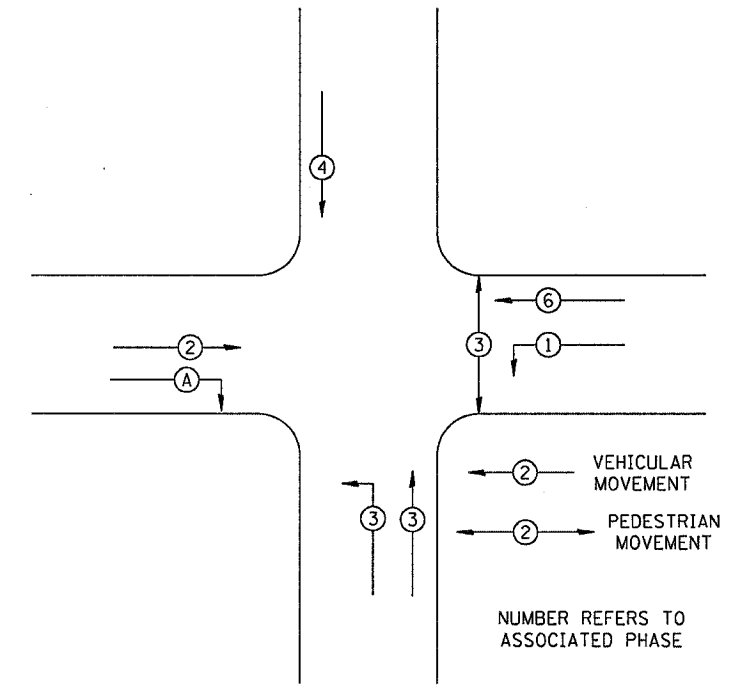 4
6
2
3
1
A
2
VEHICULAR
MOVEMENT
3
3
2
PEDESTRIAN
MOVEMENT
NUMBER REFERS TO
ASSOCIATED PHASE